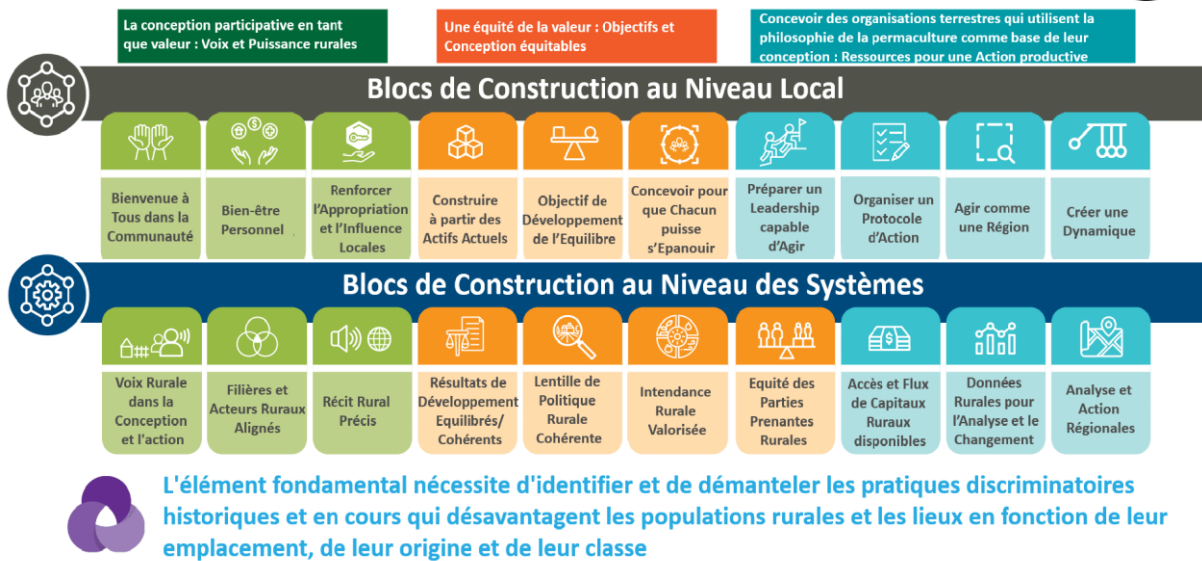 La conception participative en tant
que valeur : Voix et Puissance rurales
Une équité de la valeur : Objectifs et
Conception équitables
Concevoir des organisations terrestres qui utilisent la
philosophie de la permaculture comme base de leur
conception : Ressources pour une Action productive
Blocs de Construction au Niveau Local
Bienvenue à
Tous dans la
Communauté
Bien-être
Personnel
Renforcer
l'Appropriation
et l'Influence
Locales
Construire
à partir des
Actifs Actuels
Objectif de
Développement
de l'Equilibre
Concevoir pour
que Chacun
puisse
s'Epanouir
Préparer un
Leadership
capable
d'Agir
Organiser un
Protocole
d'Action
Agir comme
une Région
Créer une
Dynamique
Blocs de Construction au Niveau des Systèmes
Voix Rurale
dans la
Conception
et l'action
Filières et
Acteurs Ruraux
Alignés
Récit Rural
Précis
Résultats de
Développement
Equilibrés/
Cohérents
Lentille de
Politique
Rurale
Cohérente
Intendance
Rurale
Valorisée
Equité des
Parties
Prenantes
Rurales
Accès et Flux
de Capitaux
Ruraux
disponibles
Données
Rurales pour
l'Analyse et le
Changement
Analyse et
Action
Régionales
L'élément fondamental nécessite d'identifier et de démanteler les pratiques discriminatoires
historiques et en cours qui désavantagent les populations rurales et les lieux en fonction de leur
emplacement, de leur origine et de leur classe